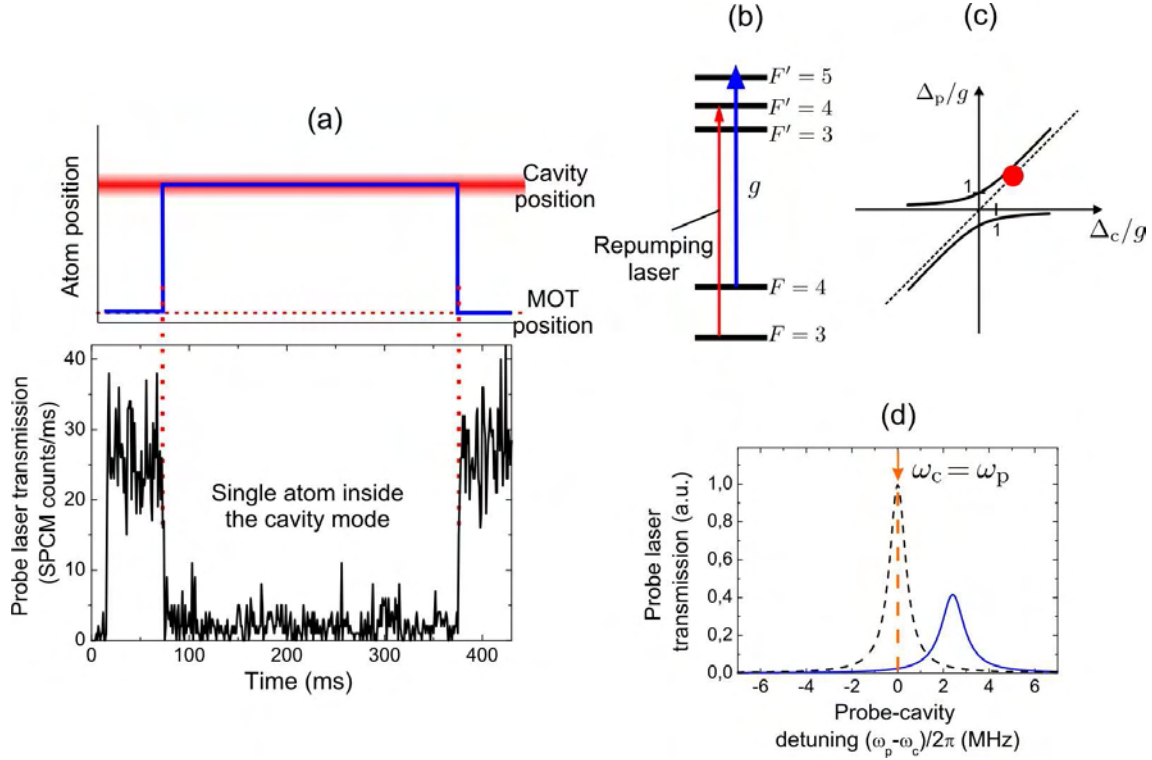 (a)
Atom position
Cavity
position
MOT
position
Probe laser transmission
(SPCM counts/ms)
40
30
20
10
0
Single atom inside
the cavity mode
0
100
200
300
400
Time (ms)
(b)
F′ = 5
F′ = 4
F′ = 3
g
Repumping
laser
F = 4
F = 3
(c)
Δp/g
1
1
Δc/g
(d)
ωc = ωp
Probe laser
transmission (a.u.)
1,0
0,8
0,6
0,4
0,2
0,0
-6
-4
-2
0
2
4
6
Probe-cavity
detuning (ωp-ωc)/2π (MHz)